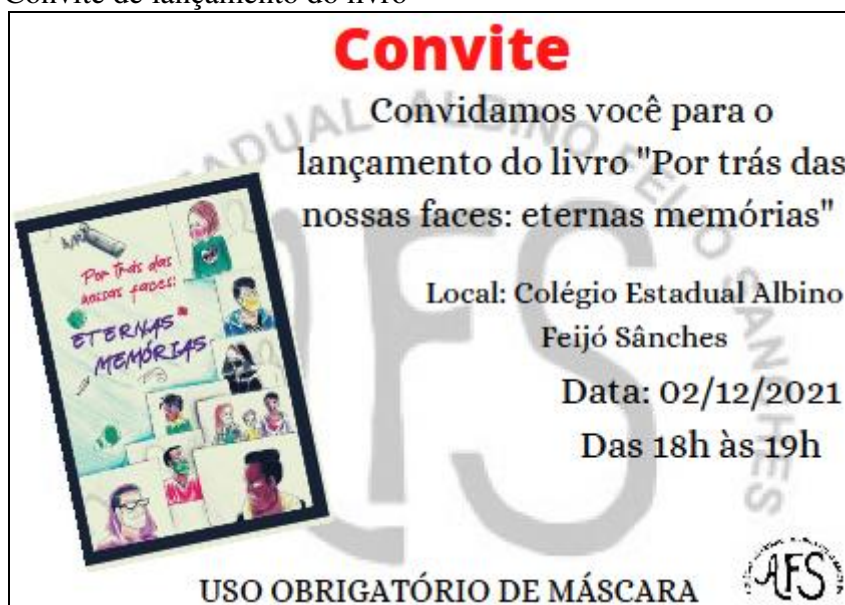 Convite de lançamento do livro
Convite
Convidamos você para o
lançamento do livro "Por trás das
nossas faces: eternas memórias"
Por trás das
nossas faces:
ETERNAS
MEMÓRIAS
Local: Colégio Estadual Albino
Feijó Sânches
Data: 02/12/2021
Das 18h às 19h
USO OBRIGATÓRIO DE MÁSCARA
AFS